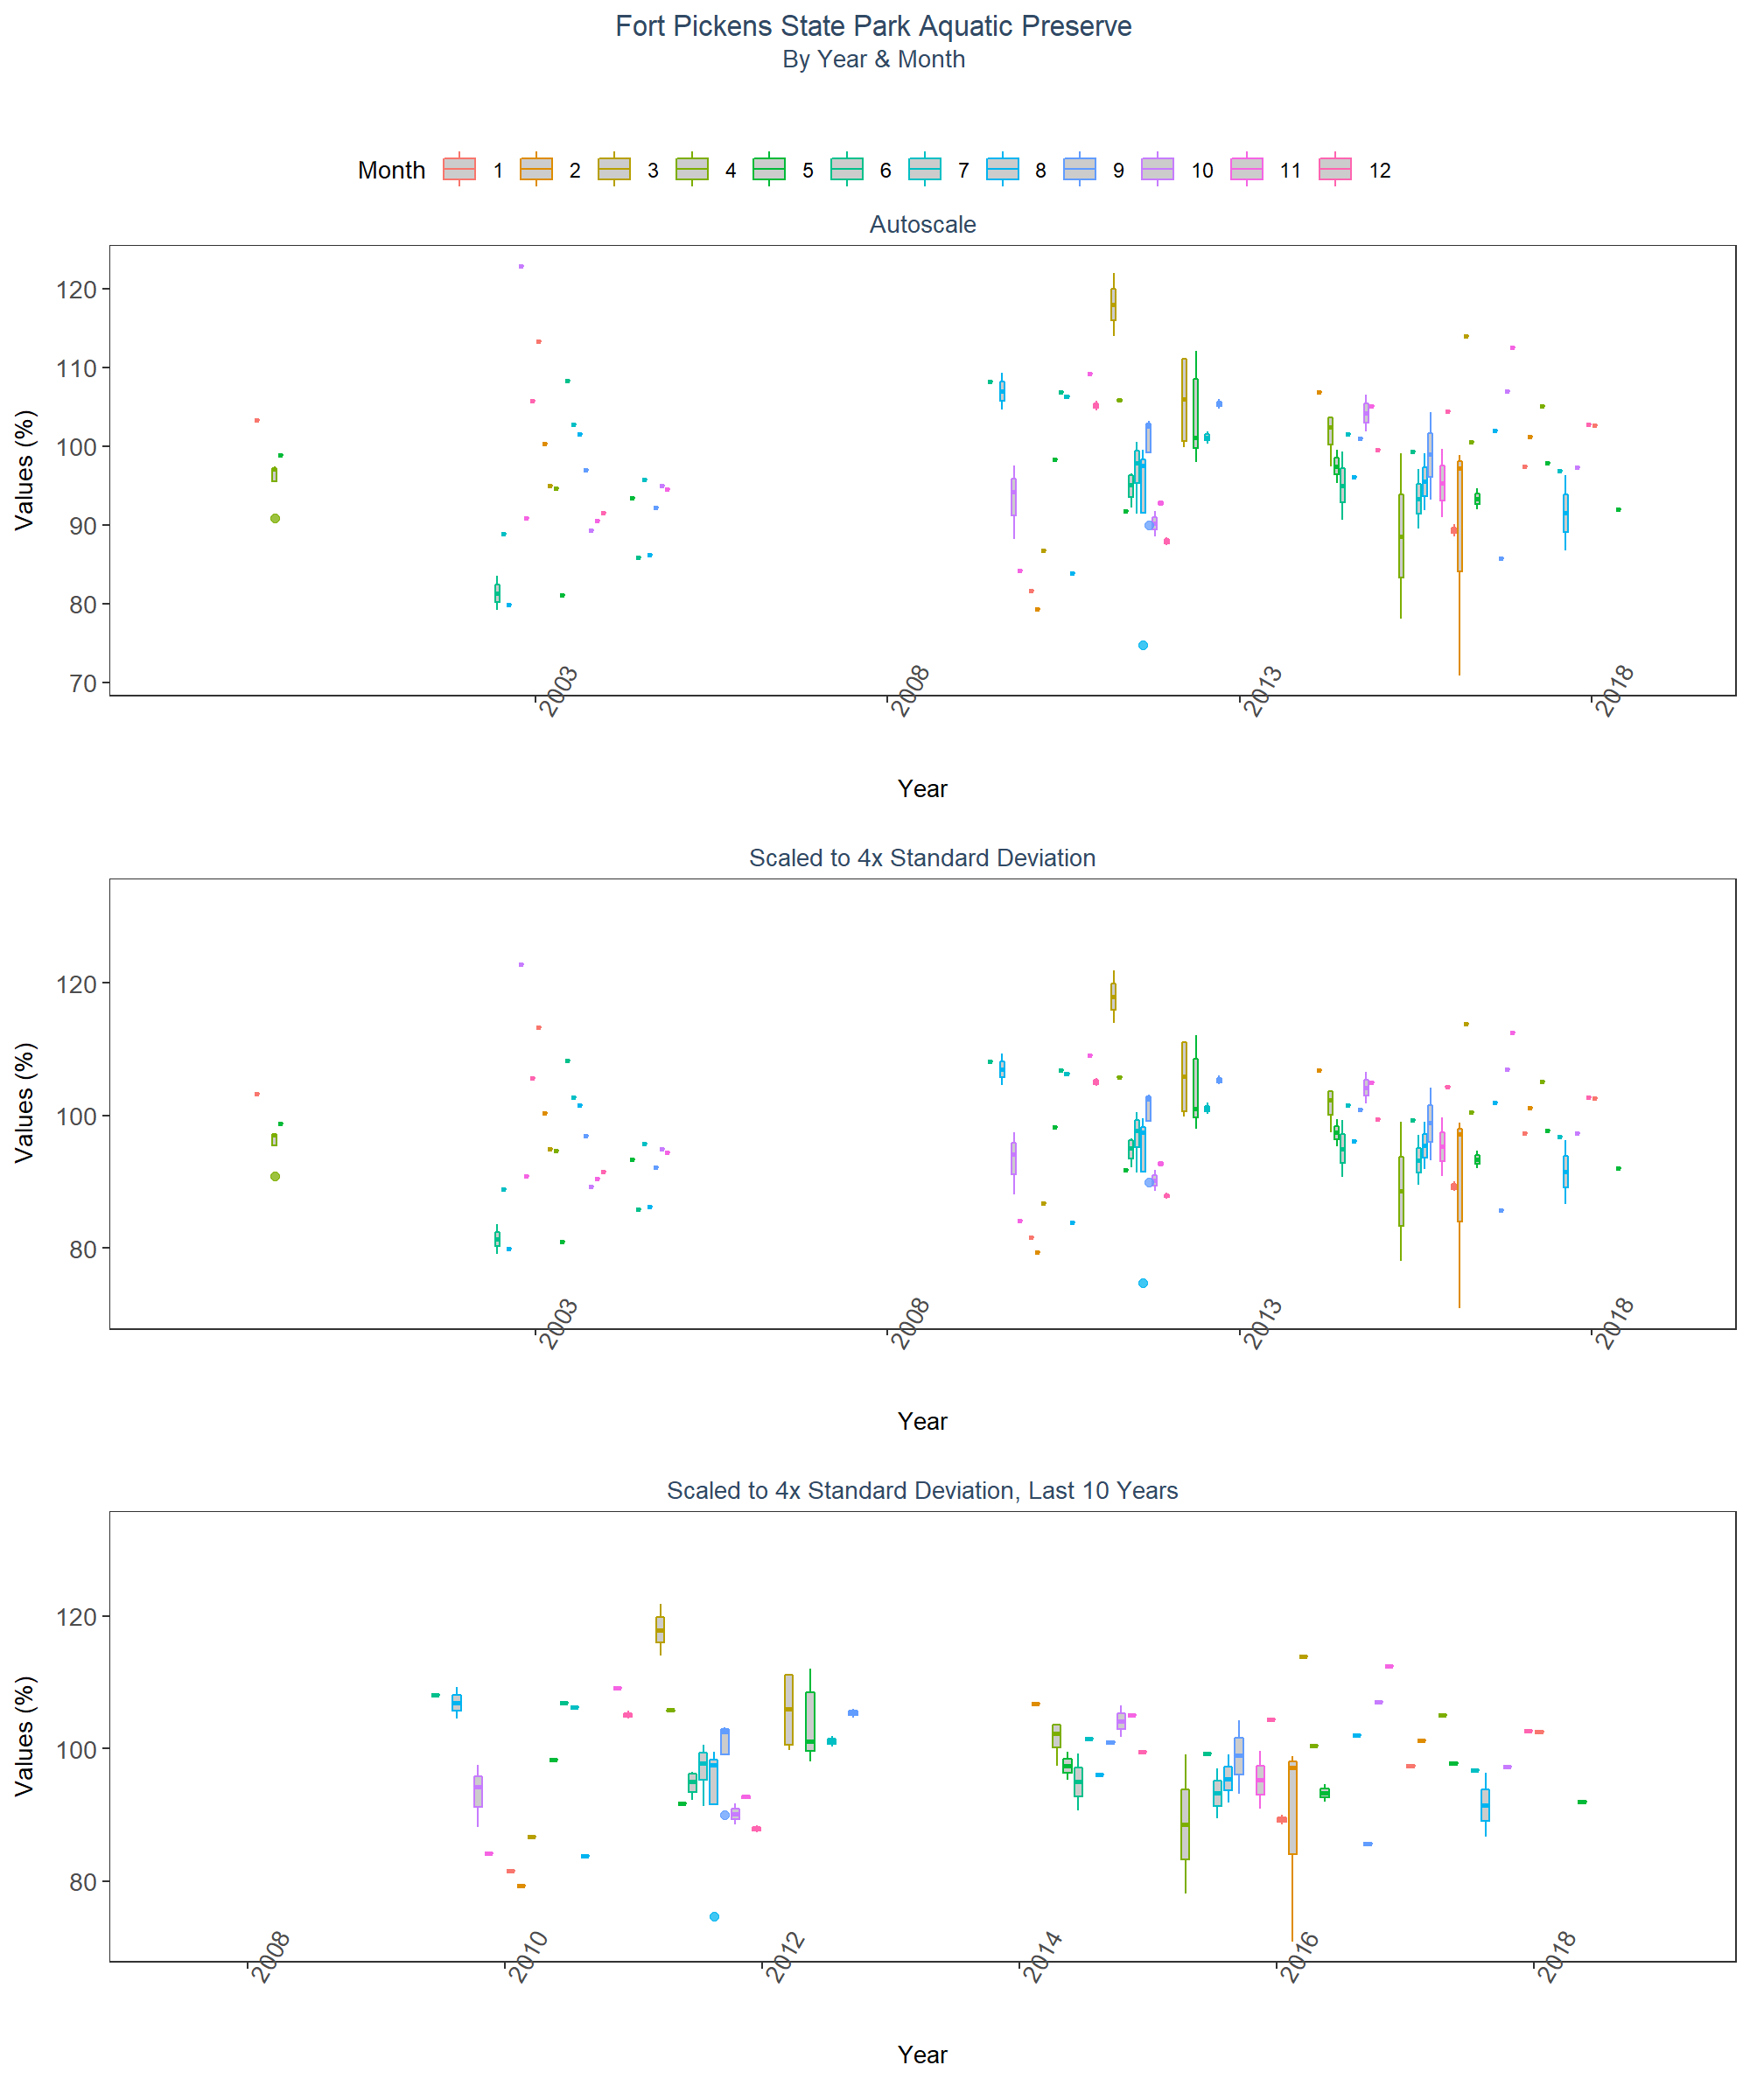 Fort Pickens State Park Aquatic Preserve
By Year & Month
Month 1 2 3 4 5 6 7 8 9 10 11 12
Autoscale
Values (%)
120
110
100
90
80
70
2003 2008 2013 2018
Year
Scaled to 4x Standard Deviation
Values (%)
120
100
80
2003 2008 2013 2018
Year
Scaled to 4x Standard Deviation, Last 10 Years
Values (%)
120
100
80
2008 2010 2012 2014 2016 2018
Year